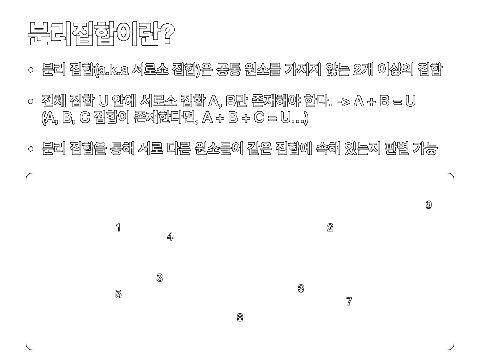 분리집합이란?
• 분리 집합(a.k.a 서로소 집합)은 공통 원소를 가지지 않는 2개 이상의 집합
• 전체 집합 U 안에 서로소 집합 A, B만 존재해야 한다. -> A + B = U
(A, B, C 집합이 존재한다면, A + B + C = U...)
• 분리 집합을 통해 서로 다른 원소들이 같은 집합에 속해 있는지 판별 가능
1
2
4
3
5
7